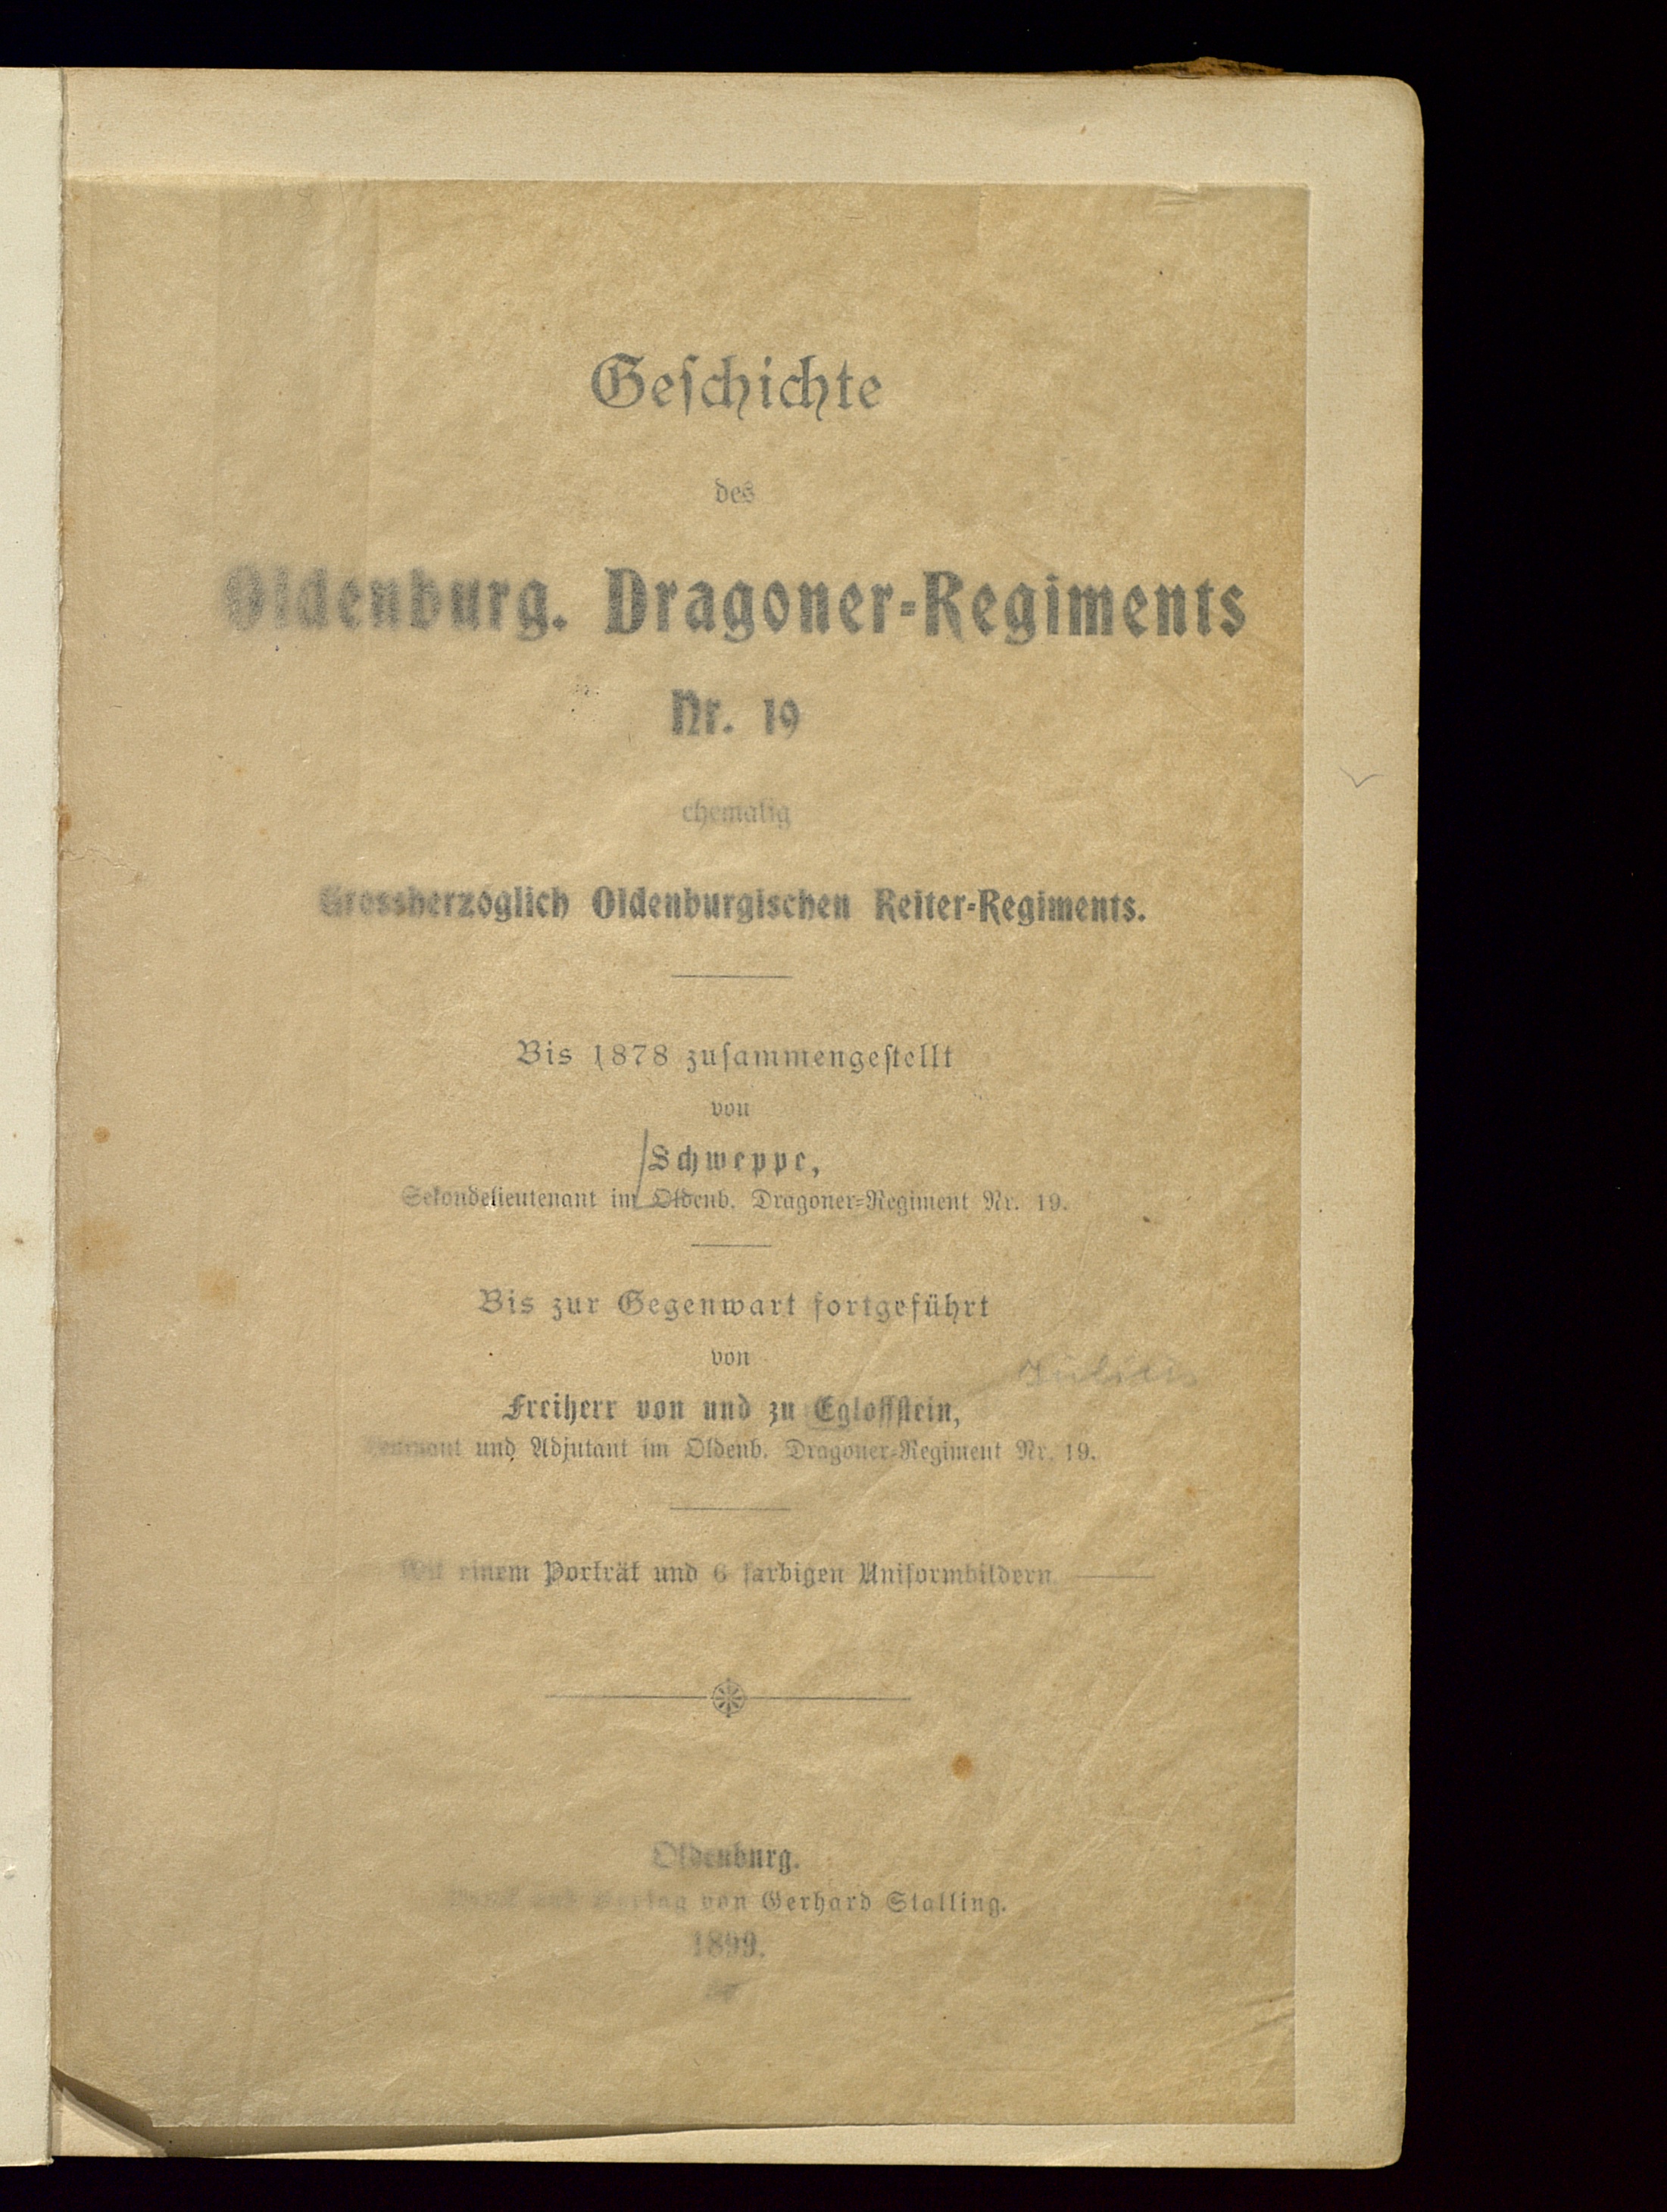 Geschichte
des
Oldenburg. Dragoner-Regiments
Nr. 19
ehemalig
Grossherzoglich Oldenburgischen Reiter-Regiments.
Bis 1878 zusammengestellt
von
Schweppe,
Sekondelieutenant im Oldenb. Dragoner-Regiment Nr. 19.
Bis zur Gegenwart fortgeführt
von
Freiherr von und zu Egloffstein,
und Adjutant im Oldenb. Dragoner-Regiment Nr. 19.
Mit einem Porträt und 6 farbigen Uniformbildern
Oldenburg.
Verlag von Gerhard Stalling.
1899.